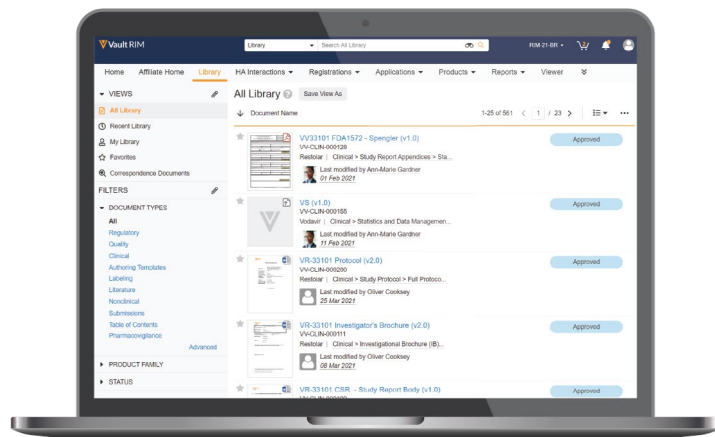 Vault RIM
Library
Search All Library
RIM-21-BR
Home Affiliate Home Library HA Interactions Registrations Applications Products Reports Viewer
VIEWS
All Library
Recent Library
My Library
Favorites
Correspondence Documents
FILTERS
DOCUMENT TYPES
All
Regulatory
Quality
Clinical
Authoring Templates
Labeling
Literature
Nonclinical
Submissions
Table of Contents
Pharmacovigilance
Advanced
PRODUCT FAMILY
STATUS
All Library Save View As
Document Name 1-25 of 561 1 / 23
VV33101 FDA1572 - Spengler (v1.0) Approved
VV-CLIN-000128
Restolar | Clinical > Study Report Appendices > Sta...
Last modified by Ann-Marie Gardner
01 Feb 2021
VS (v1.0) Approved
VV-CLIN-000155
Vodavir | Clinical > Statistics and Data Managemen...
Last modified by Ann-Marie Gardner
11 Feb 2021
VR-33101 Protocol (v2.0) Approved
VV-CLIN-000200
Restolar | Clinical > Study Protocol > Full Protoco...
Last modified by Oliver Cooksey
25 Mar 2021
VR-33101 Investigator's Brochure (v2.0) Approved
VV-CLIN-000111
Restolar | Clinical > Investigational Brochure (IB)...
Last modified by Oliver Cooksey
08 Mar 2021
VR-33101 CSR - Study Report Body (v1.0) Approved